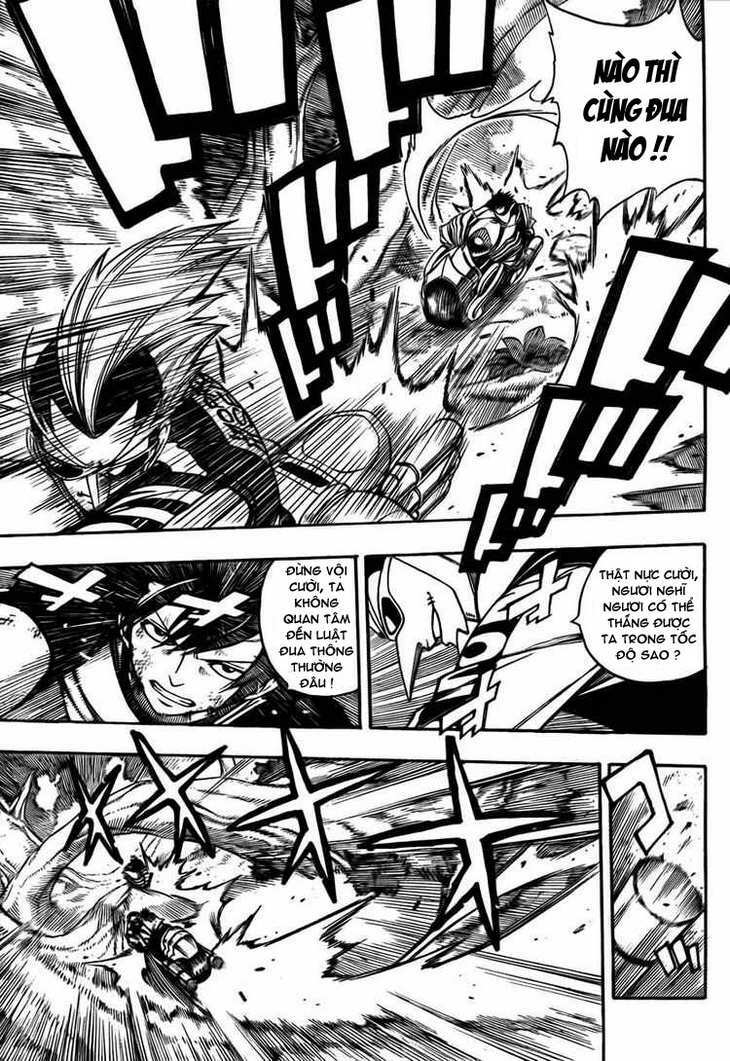 NÀO THÌ
CÙNG ĐUA
NÀO !!
THẬT NỰC CƯỜI,
NGƯƠI NGHĨ
NGƯƠI CÓ THỂ
THẮNG ĐƯỢC
TA TRONG TỐC
ĐỘ SAO ?
ĐỪNG VỘI
CƯỜI, TA
KHÔNG
QUAN TÂM
ĐẾN LUẬT
ĐUA THÔNG
THƯỜNG
ĐÂU !